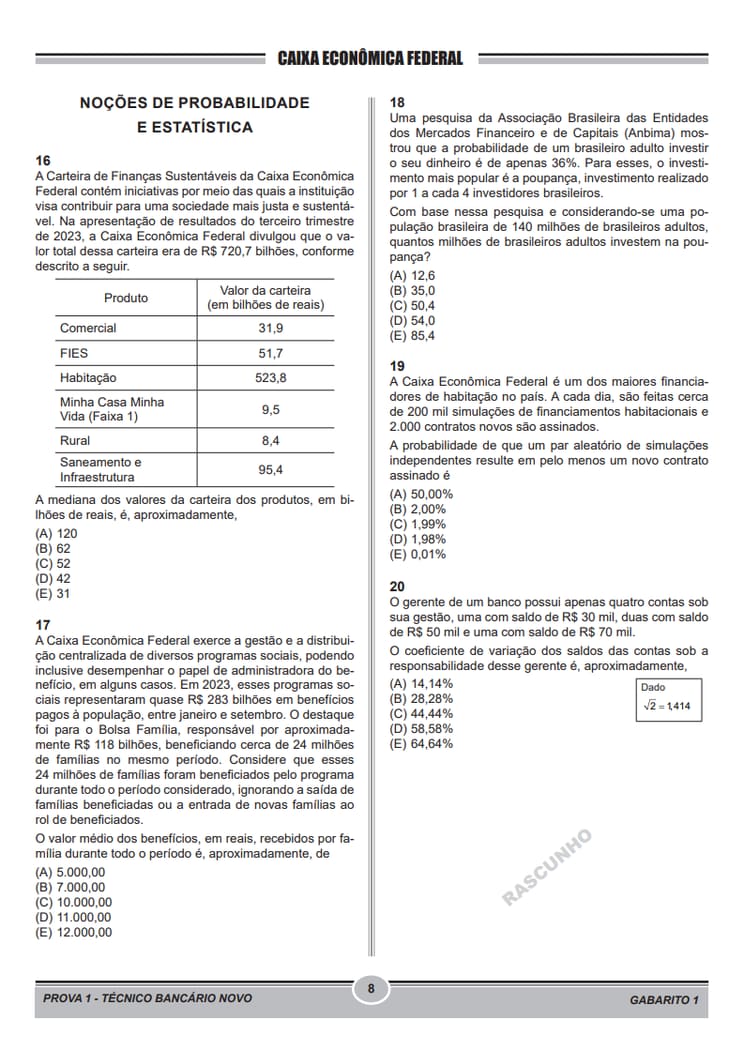 CAIXA ECONÔMICA FEDERAL
NOÇÕES DE PROBABILIDADE
E ESTATÍSTICA
16
A Carteira de Finanças Sustentáveis da Caixa Econômica
Federal contém iniciativas por meio das quais a instituição
visa contribuir para uma sociedade mais justa e sustentá-
vel. Na apresentação de resultados do terceiro trimestre
de 2023, a Caixa Econômica Federal divulgou que o va-
lor total dessa carteira era de R$ 720,7 bilhões, conforme
descrito a seguir.
Produto Valor da carteira
(em bilhões de reais)
Comercial 31,9
FIES 51,7
Habitação 523,8
Minha Casa Minha
Vida (Faixa 1) 9,5
Rural 8,4
Saneamento e
Infraestrutura 95,4
A mediana dos valores da carteira dos produtos, em bi-
lhões de reais, é, aproximadamente,
(A) 120
(B) 62
(C) 52
(D) 42
(E) 31
17
A Caixa Econômica Federal exerce a gestão e a distribui-
ção centralizada de diversos programas sociais, podendo
inclusive desempenhar o papel de administradora do be-
nefício, em alguns casos. Em 2023, esses programas so-
ciais representaram quase R$ 283 bilhões em benefícios
pagos à população, entre janeiro e setembro. O destaque
foi para o Bolsa Família, responsável por aproximada-
mente R$ 118 bilhões, beneficiando cerca de 24 milhões
de famílias no mesmo período. Considere que esses
24 milhões de famílias foram beneficiados pelo programa
durante todo o período considerado, ignorando a saída de
famílias beneficiadas ou a entrada de novas famílias ao
rol de beneficiados.
O valor médio dos benefícios, em reais, recebidos por fa-
mília durante todo o período é, aproximadamente, de
(A) 5.000,00
(B) 7.000,00
(C) 10.000,00
(D) 11.000,00
(E) 12.000,00
18
Uma pesquisa da Associação Brasileira das Entidades
dos Mercados Financeiro e de Capitais (Anbima) mos-
trou que a probabilidade de um brasileiro adulto investir
o seu dinheiro é de apenas 36%. Para esses, o investi-
mento mais popular é a poupança, investimento realizado
por 1 a cada 4 investidores brasileiros.
Com base nessa pesquisa e considerando-se uma po-
pulação brasileira de 140 milhões de brasileiros adultos,
quantos milhões de brasileiros adultos investem na pou-
pança?
(A) 12,6
(B) 35,0
(C) 50,4
(D) 54,0
(E) 85,4
19
A Caixa Econômica Federal é um dos maiores financia-
dores de habitação no país. A cada dia, são feitas cerca
de 200 mil simulações de financiamentos habitacionais e
2.000 contratos novos são assinados.
A probabilidade de que um par aleatório de simulações
independentes resulte em pelo menos um novo contrato
assinado é
(A) 50,00%
(B) 2,00%
(C) 1,99%
(D) 1,98%
(E) 0,01%
20
O gerente de um banco possui apenas quatro contas sob
sua gestão, uma com saldo de R$ 30 mil, duas com saldo
de R$ 50 mil e uma com saldo de R$ 70 mil.
O coeficiente de variação dos saldos das contas sob a
responsabilidade desse gerente é, aproximadamente,
(A) 14,14%
(B) 28,28%
(C) 44,44%
(D) 58,58%
(E) 64,64%
Dado
√2 = 1,414
RASCUNHO
PROVA 1 - TÉCNICO BANCÁRIO NOVO
8
GABARITO 1